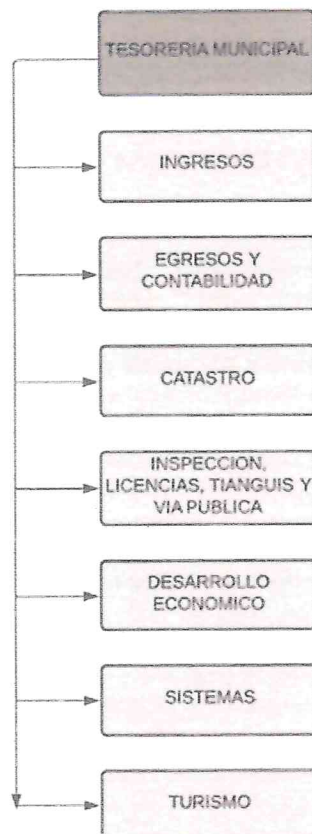 TESORERIA MUNICIPAL
INGRESOS
EGRESOS Y
CONTABILIDAD
CATASTRO
INSPECCION,
LICENCIAS, TIANGUIS Y
VIA PUBLICA
DESARROLLO
ECONOMICO
SISTEMAS
TURISMO